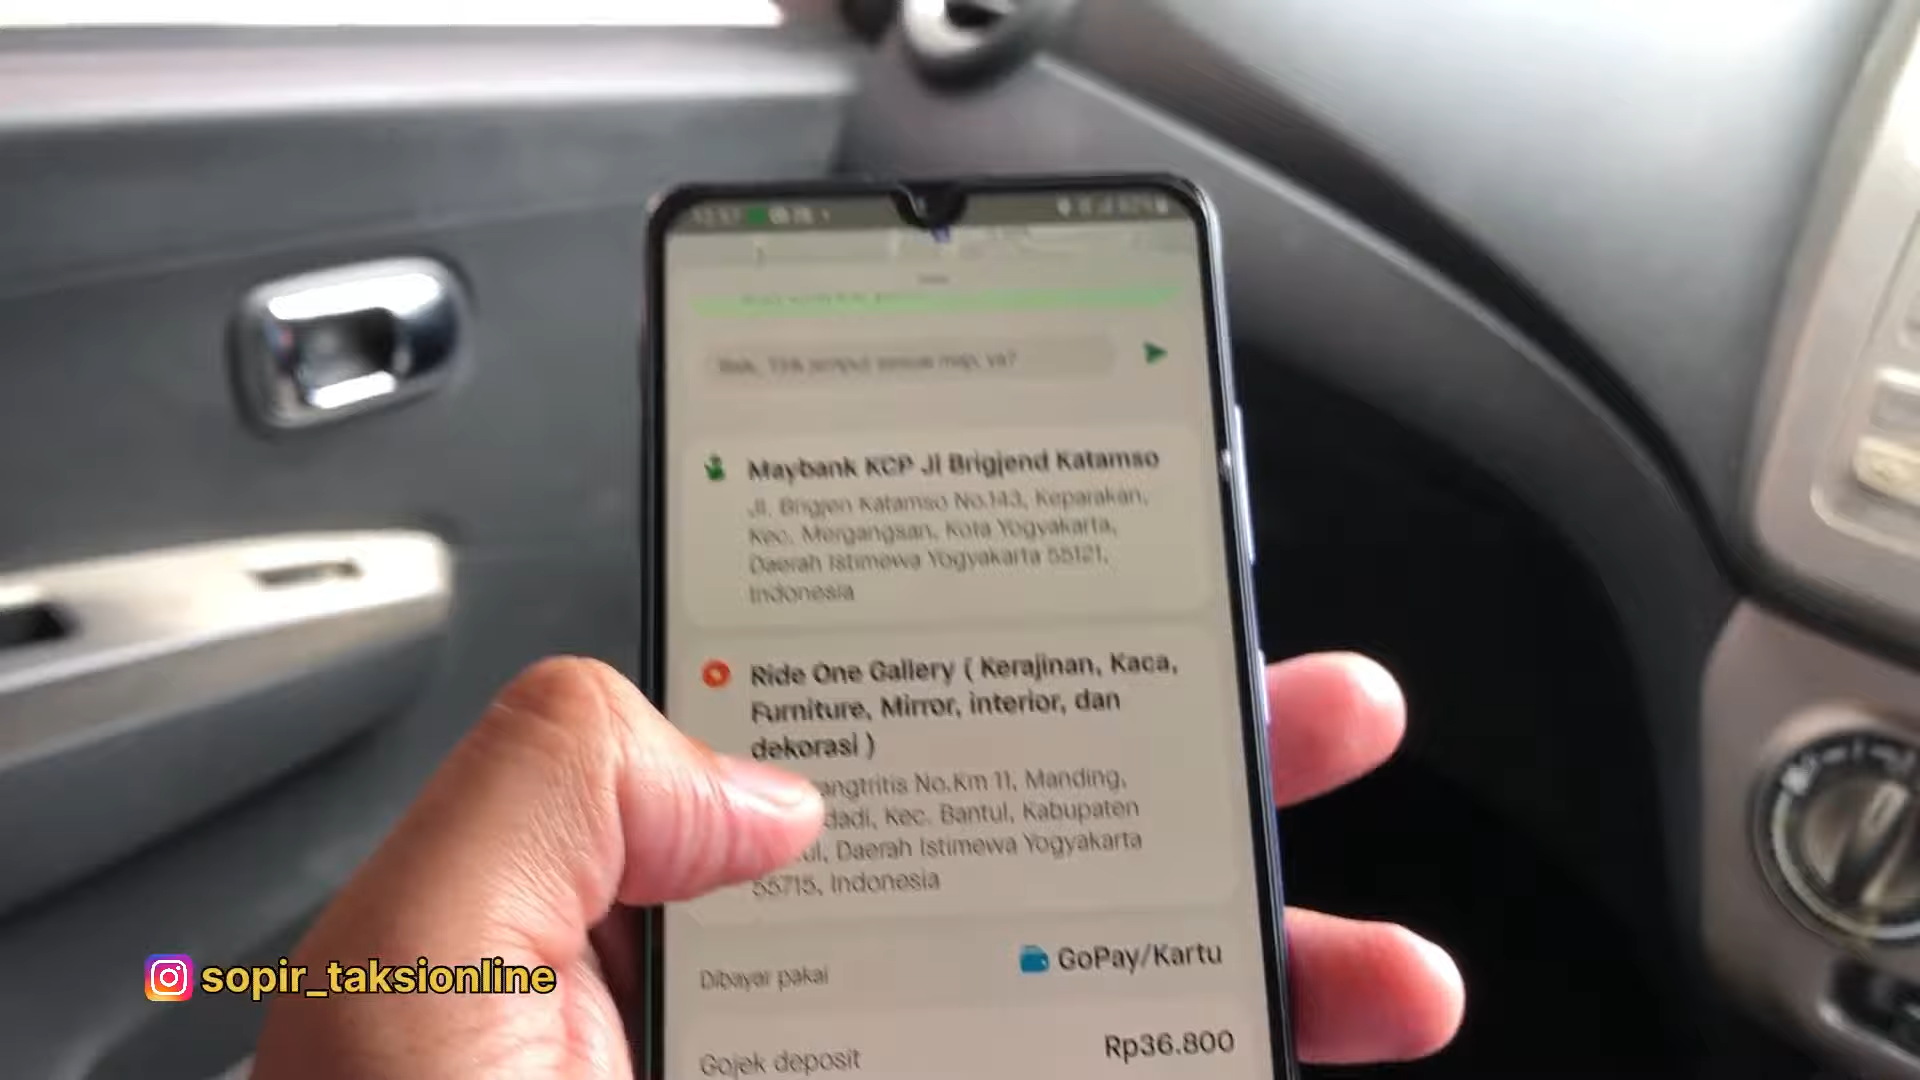 Maybank KCP Jl Brigjend Katamso
Jl. Brigjen Katamso No.143, Keparakan,
Kec. Mergangsan, Kota Yogyakarta,
Daerah Istimewa Yogyakarta 55121,
Indonesia
Ride One Gallery ( Kerajinan, Kaca,
Furniture, Mirror, interior, dan
dekorasi )
angtritis No.Km 11, Manding,
dadi, Kec. Bantul, Kabupaten
ul, Daerah Istimewa Yogyakarta
55715, Indonesia
Dibayar pakai
GoPay/Kartu
Gojek deposit
Rp36.800
sopir_taksionline